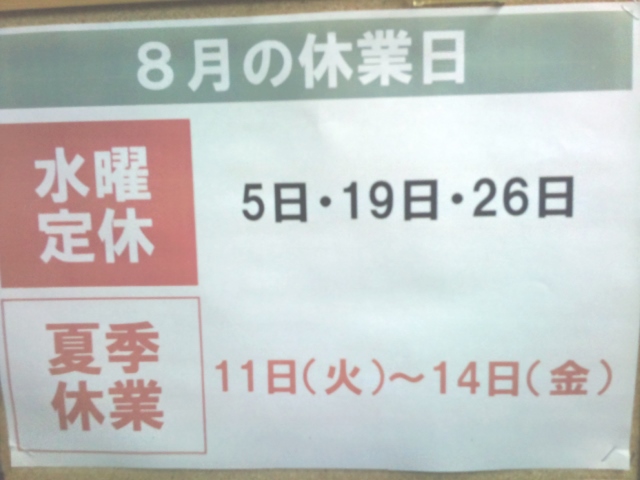 ８月の休業日
水曜
定休
5日・19日・26日
夏季
休業
11日(火)～14日(金)